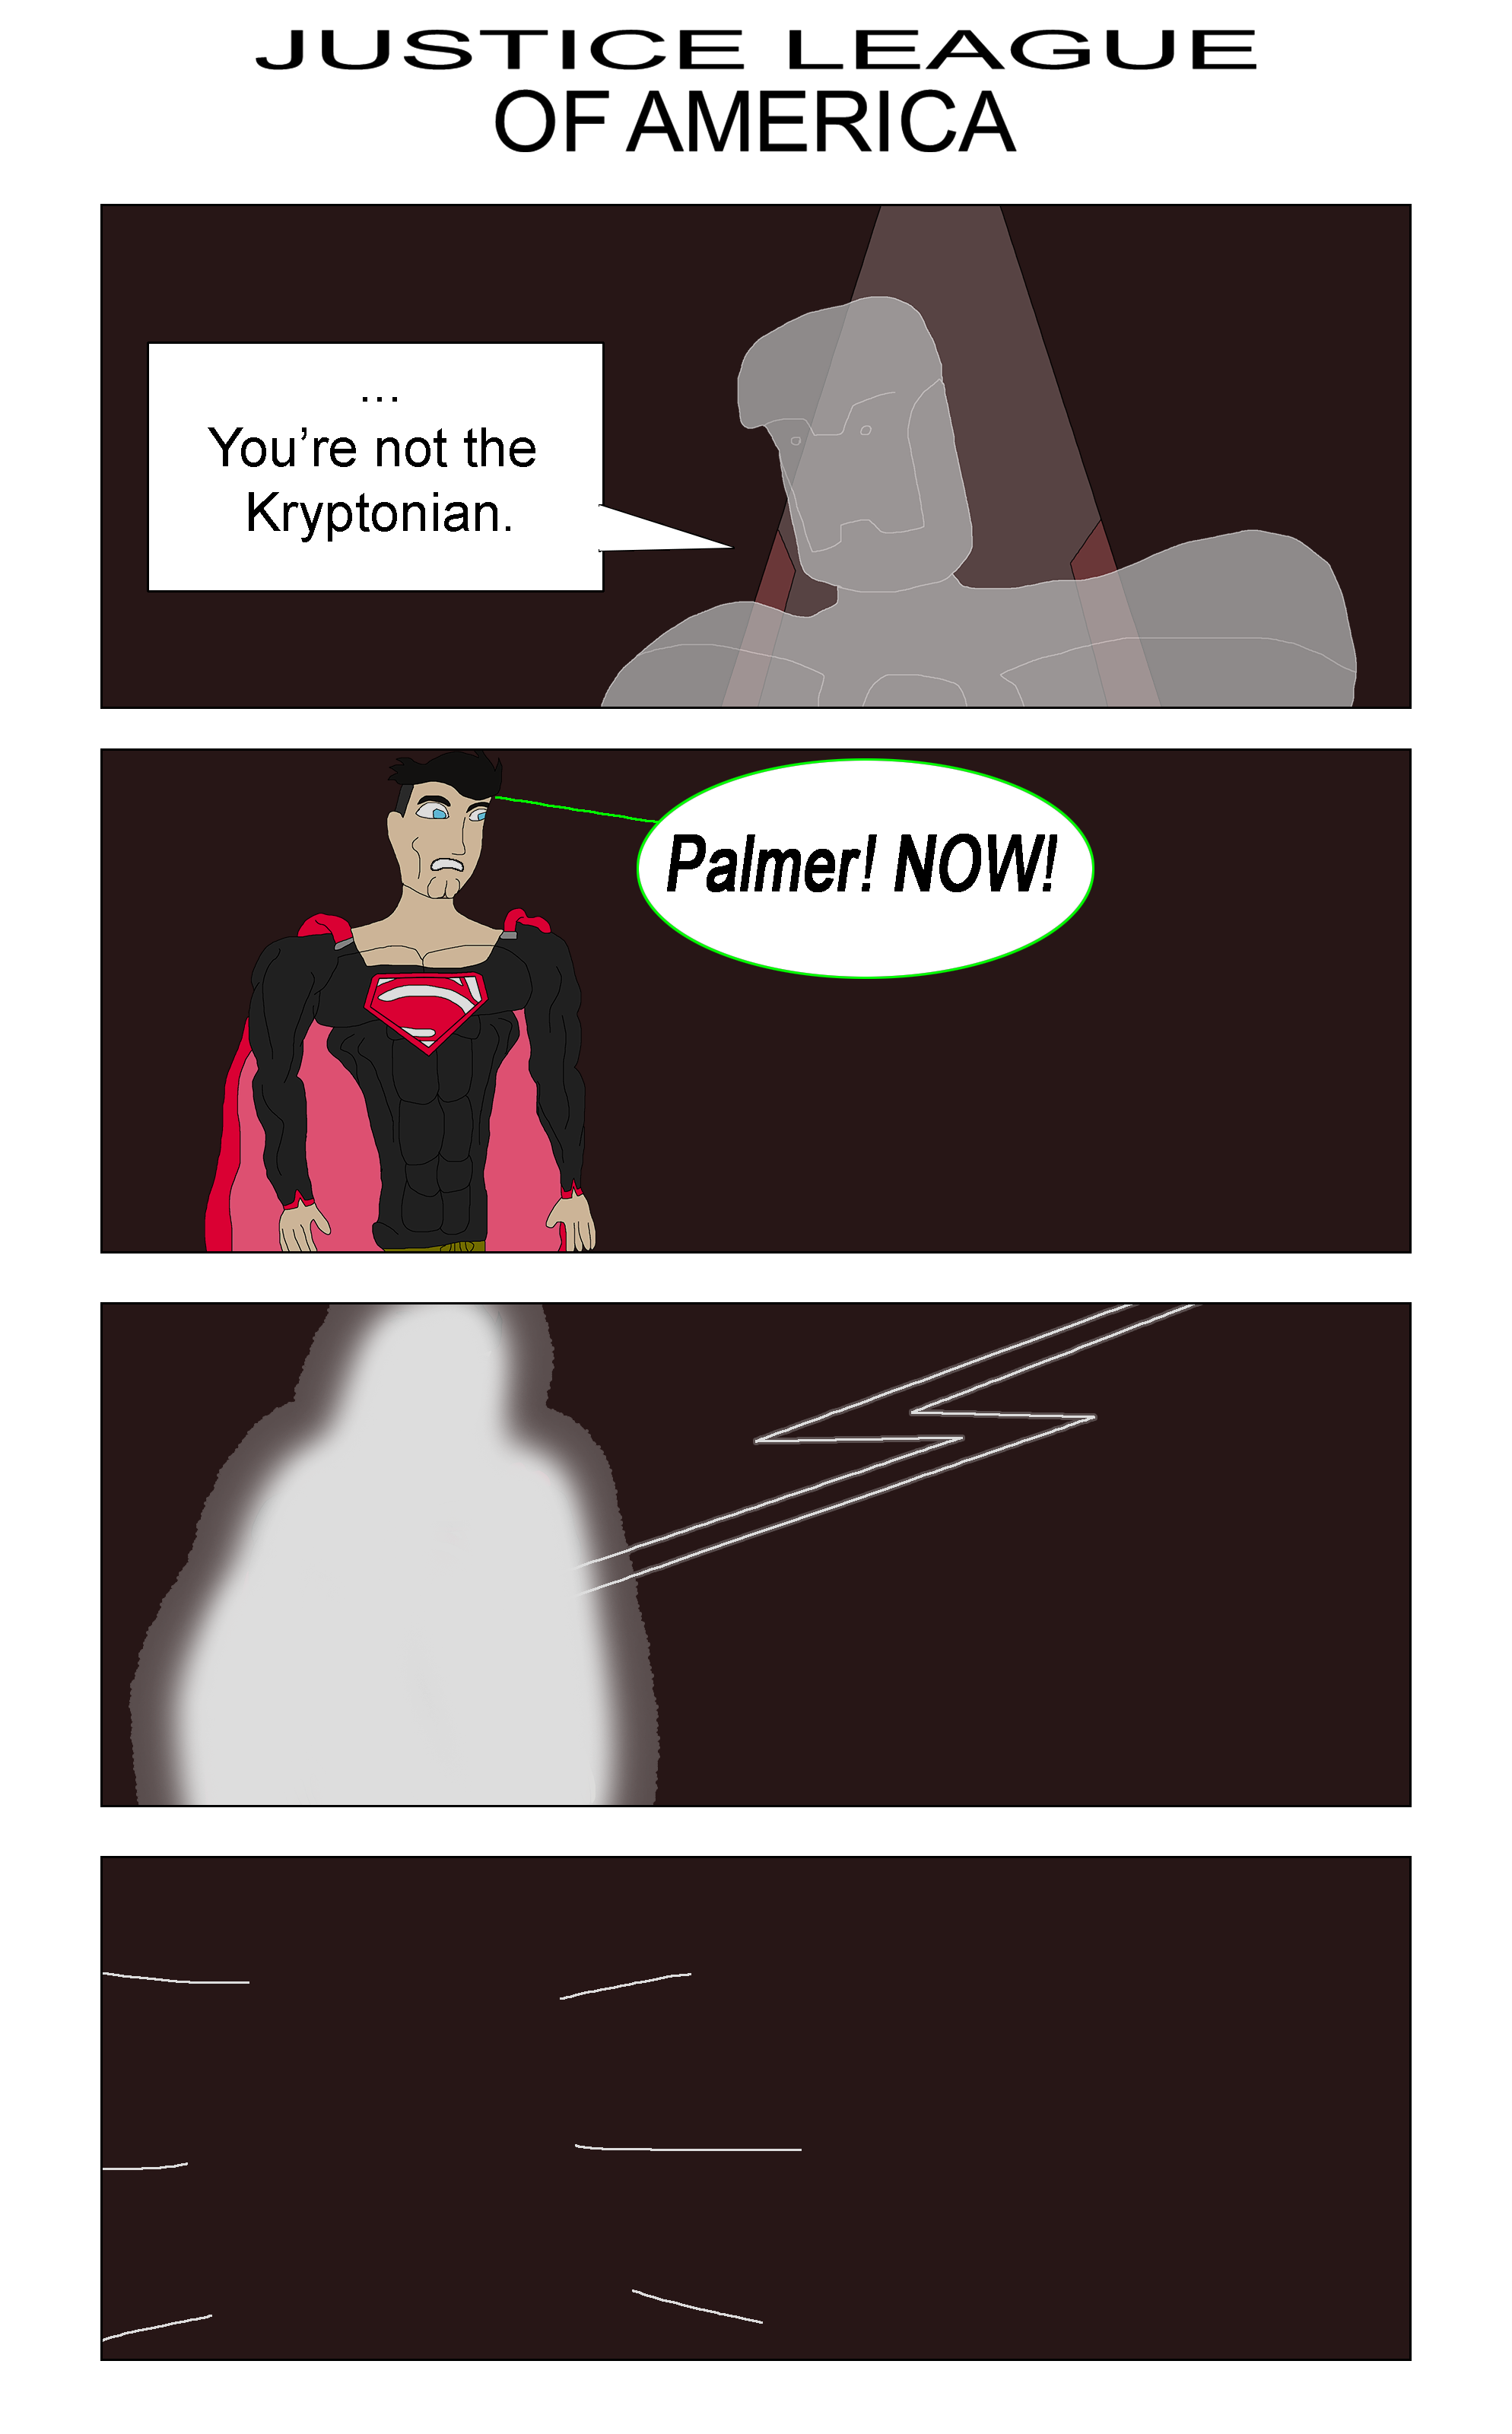 JUSTICE LEAGUE
OF AMERICA
...
You're not the
Kryptonian.
Palmer! NOW!